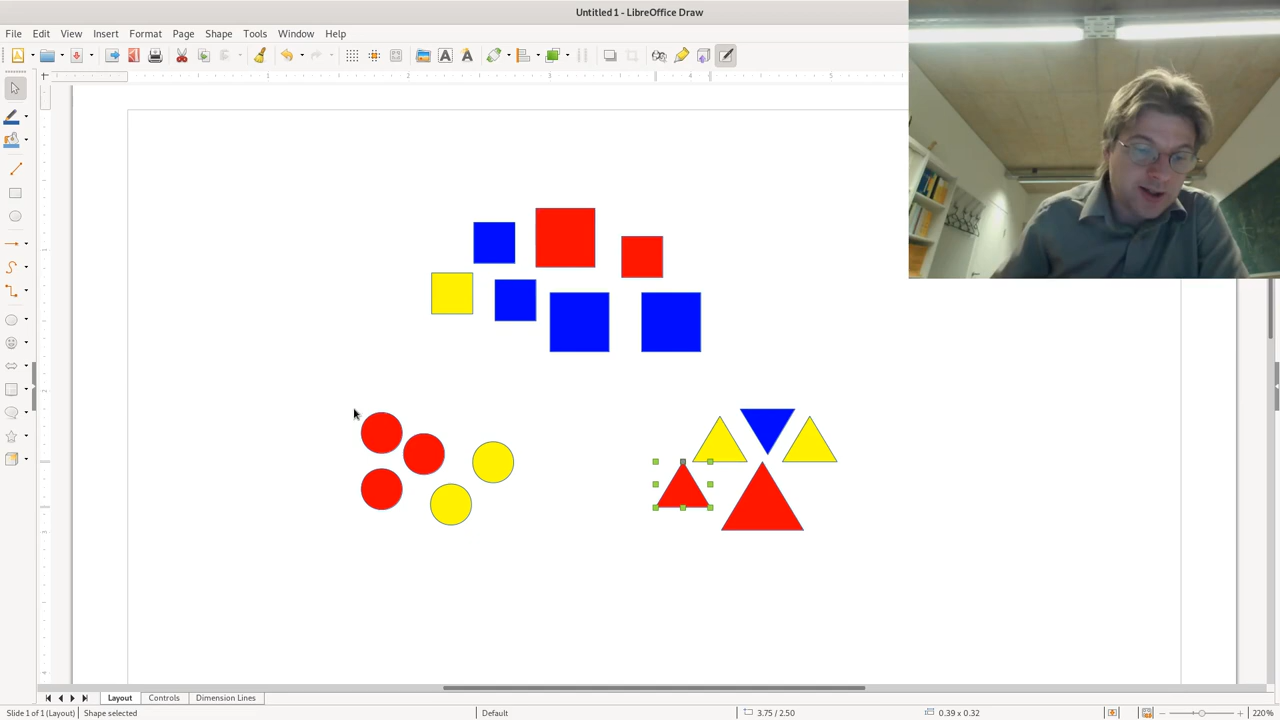 Untitled 1 - LibreOffice Draw
File Edit View Insert Format Page Shape Tools Window Help
Layout Controls Dimension Lines
Slide 1 of 1 (Layout) Shape selected Default 3.75 / 2.50 0.39 x 0.32 220%